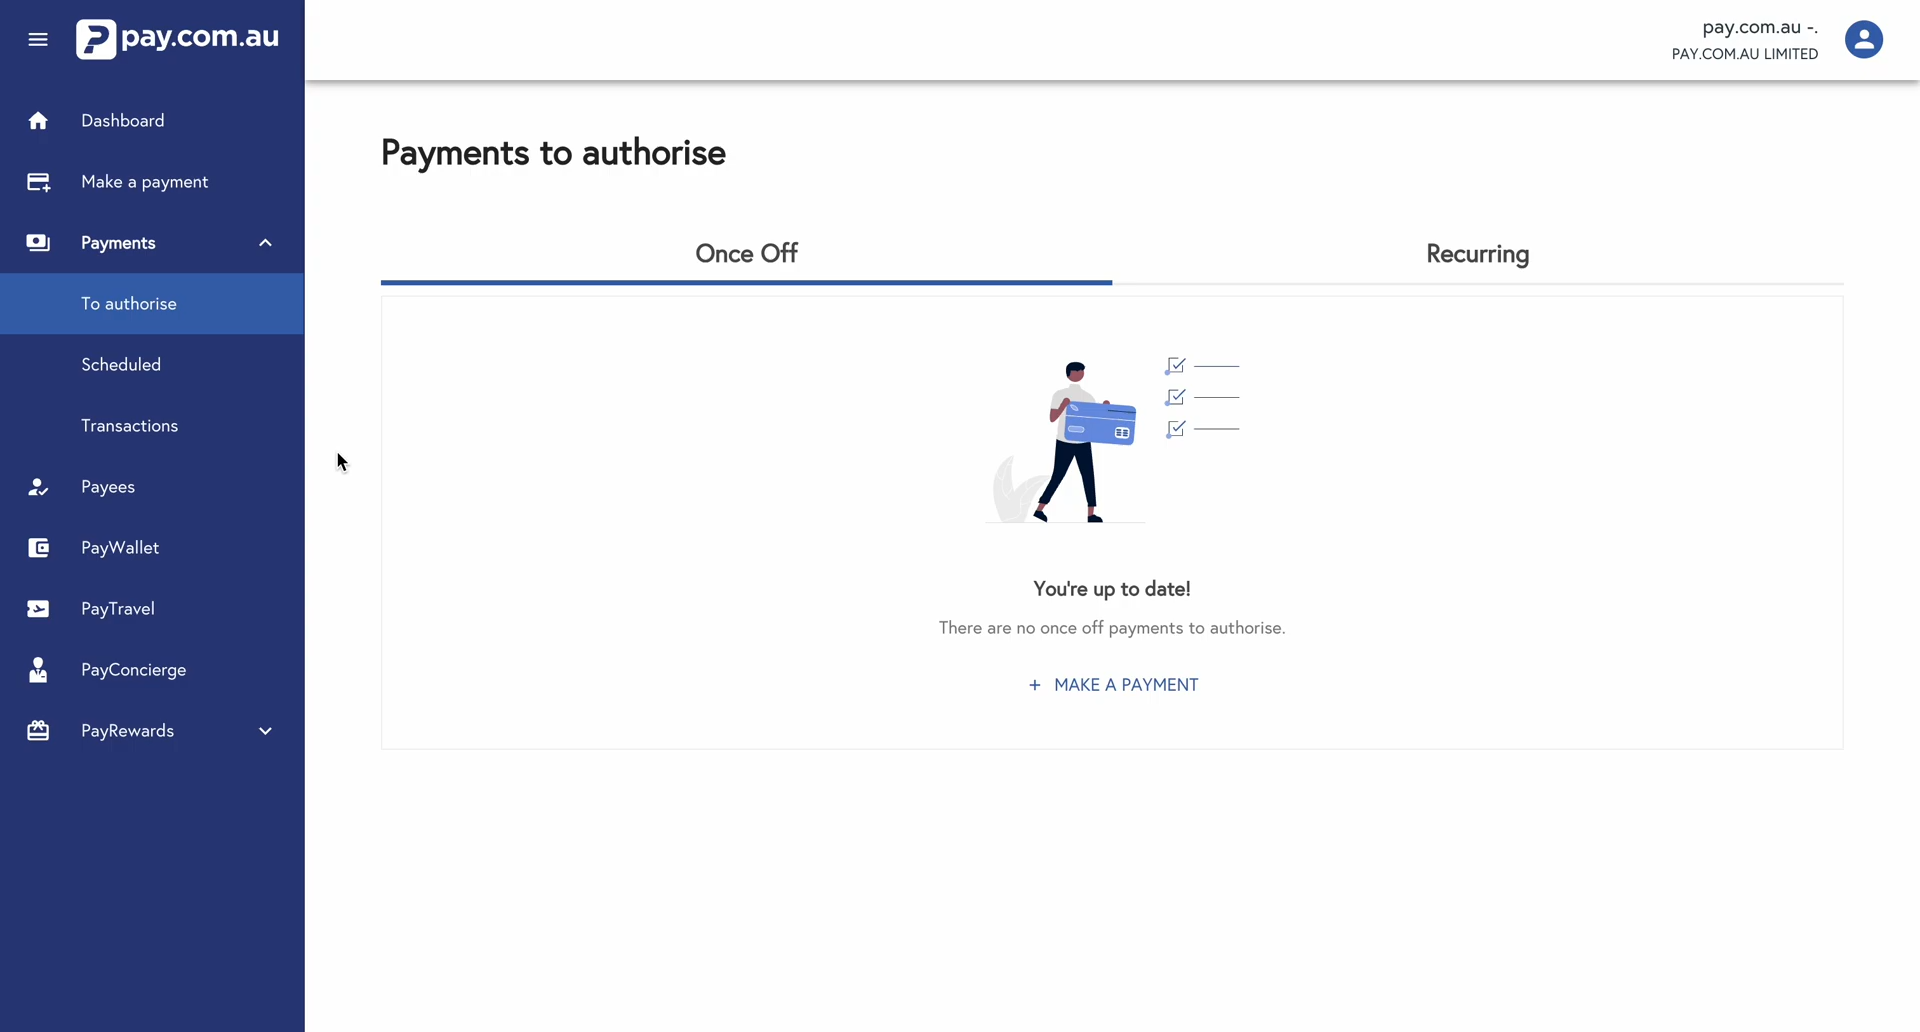 pay.com.au
pay.com.au -.
PAY.COM.AU LIMITED
Dashboard
Make a payment
Payments
To authorise
Scheduled
Transactions
Payees
PayWallet
PayTravel
PayConcierge
PayRewards
Payments to authorise
Once Off
Recurring
You're up to date!
There are no once off payments to authorise.
+ MAKE A PAYMENT